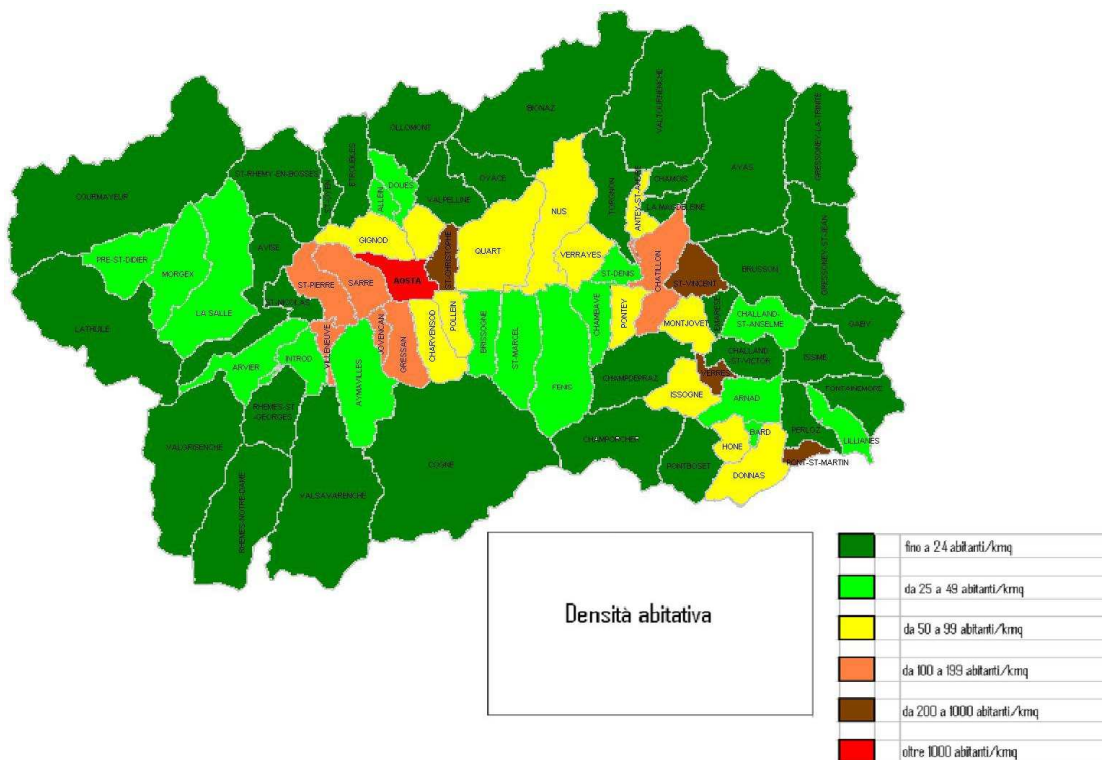 BIONAZ
VALTOURNENCHE
OLLOMONT
GRESSONEY-LA-TRINITE
ETROUBLES
ST-RHEMY-EN-BOSSES
AYAS
COURMAYEUR
DOUES
OYACE
CHAMOIS
ALLEIN
VALPELLINE
TORGNON
ANTEY-ST-ANDRE
LA MAGDELEINE
NUS
GRESSONEY-ST-JEAN
GIGNOD
AVISE
ST-CHRISTOPHE
QUART
VERRAYES
PRE-ST-DIDIER
MORGEX
BRUSSON
ST-DENIS
CHATILLON
ST-VINCENT
ST-PIERRE
SARRE
AOSTA
ST-NICOLAS
LA SALLE
LA THUILE
EMARESE
CHALLAND-
ST-ANSELME
GABY
POLLEIN
CHARVENSOD
BRISSOGNE
ST-MARCEL
CHAMBAVE
PONTEY
MONTJOVET
VILLENEUVE
JOVENCAN
GRESSAN
INTROD
ARVIER
CHALLAND-
ST-VICTOR
ISSIME
AYMAVILLES
FENIS
CHAMPDEPRAZ
VERRES
ISSOGNE
ARNAD
FONTAINEMORE
RHEMES-ST
-GEORGES
PERLOZ
BARD
LILLIANES
VALGRISENCHE
CHAMPORCHER
HONE
COGNE
PONTBOSET
PONT-ST-MARTIN
DONNAS
RHEMES-NOTRE-DAME
VALSAVARENCHE
Densità abitativa
fino a 24 abitanti/kmq
da 25 a 49 abitanti/kmq
da 50 a 99 abitanti/kmq
da 100 a 199 abitanti/kmq
da 200 a 1000 abitanti/kmq
oltre 1000 abitanti/kmq